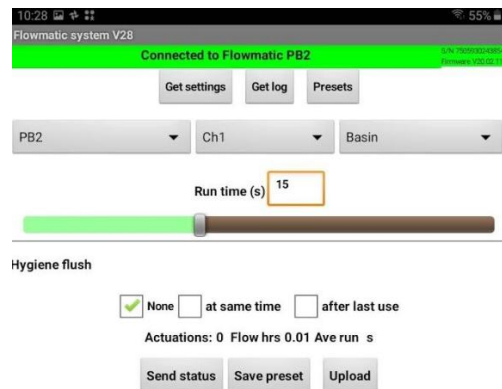 10:28 55%
Flowmatic system V28
Connected to Flowmatic PB2
Get settings Get log Presets
PB2 Ch1 Basin
Run time (s) 15
Hygiene flush
None at same time after last use
Actuations: 0 Flow hrs 0.01 Ave run s
Send status Save preset Upload